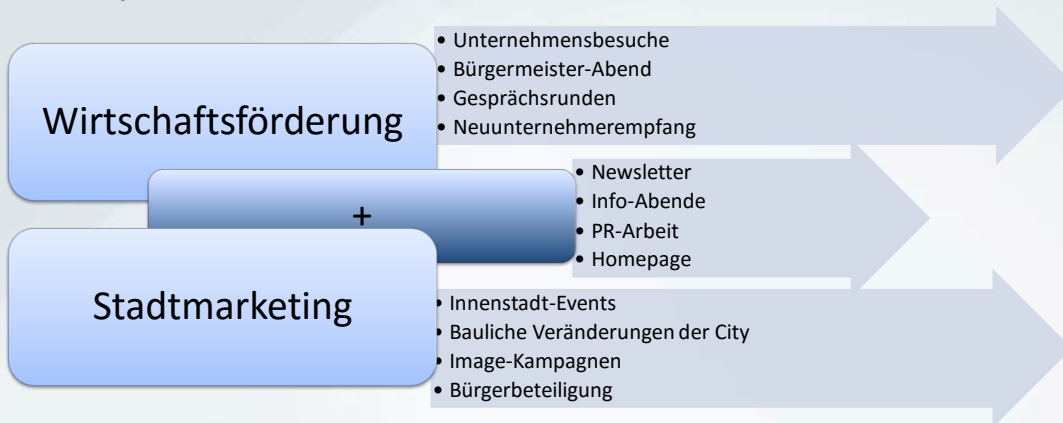 Wirtschaftsförderung
• Unternehmensbesuche
• Bürgermeister-Abend
• Gesprächsrunden
• Neuunternehmerempfang
+
• Newsletter
• Info-Abende
• PR-Arbeit
• Homepage
Stadtmarketing
• Innenstadt-Events
• Bauliche Veränderungen der City
• Image-Kampagnen
• Bürgerbeteiligung